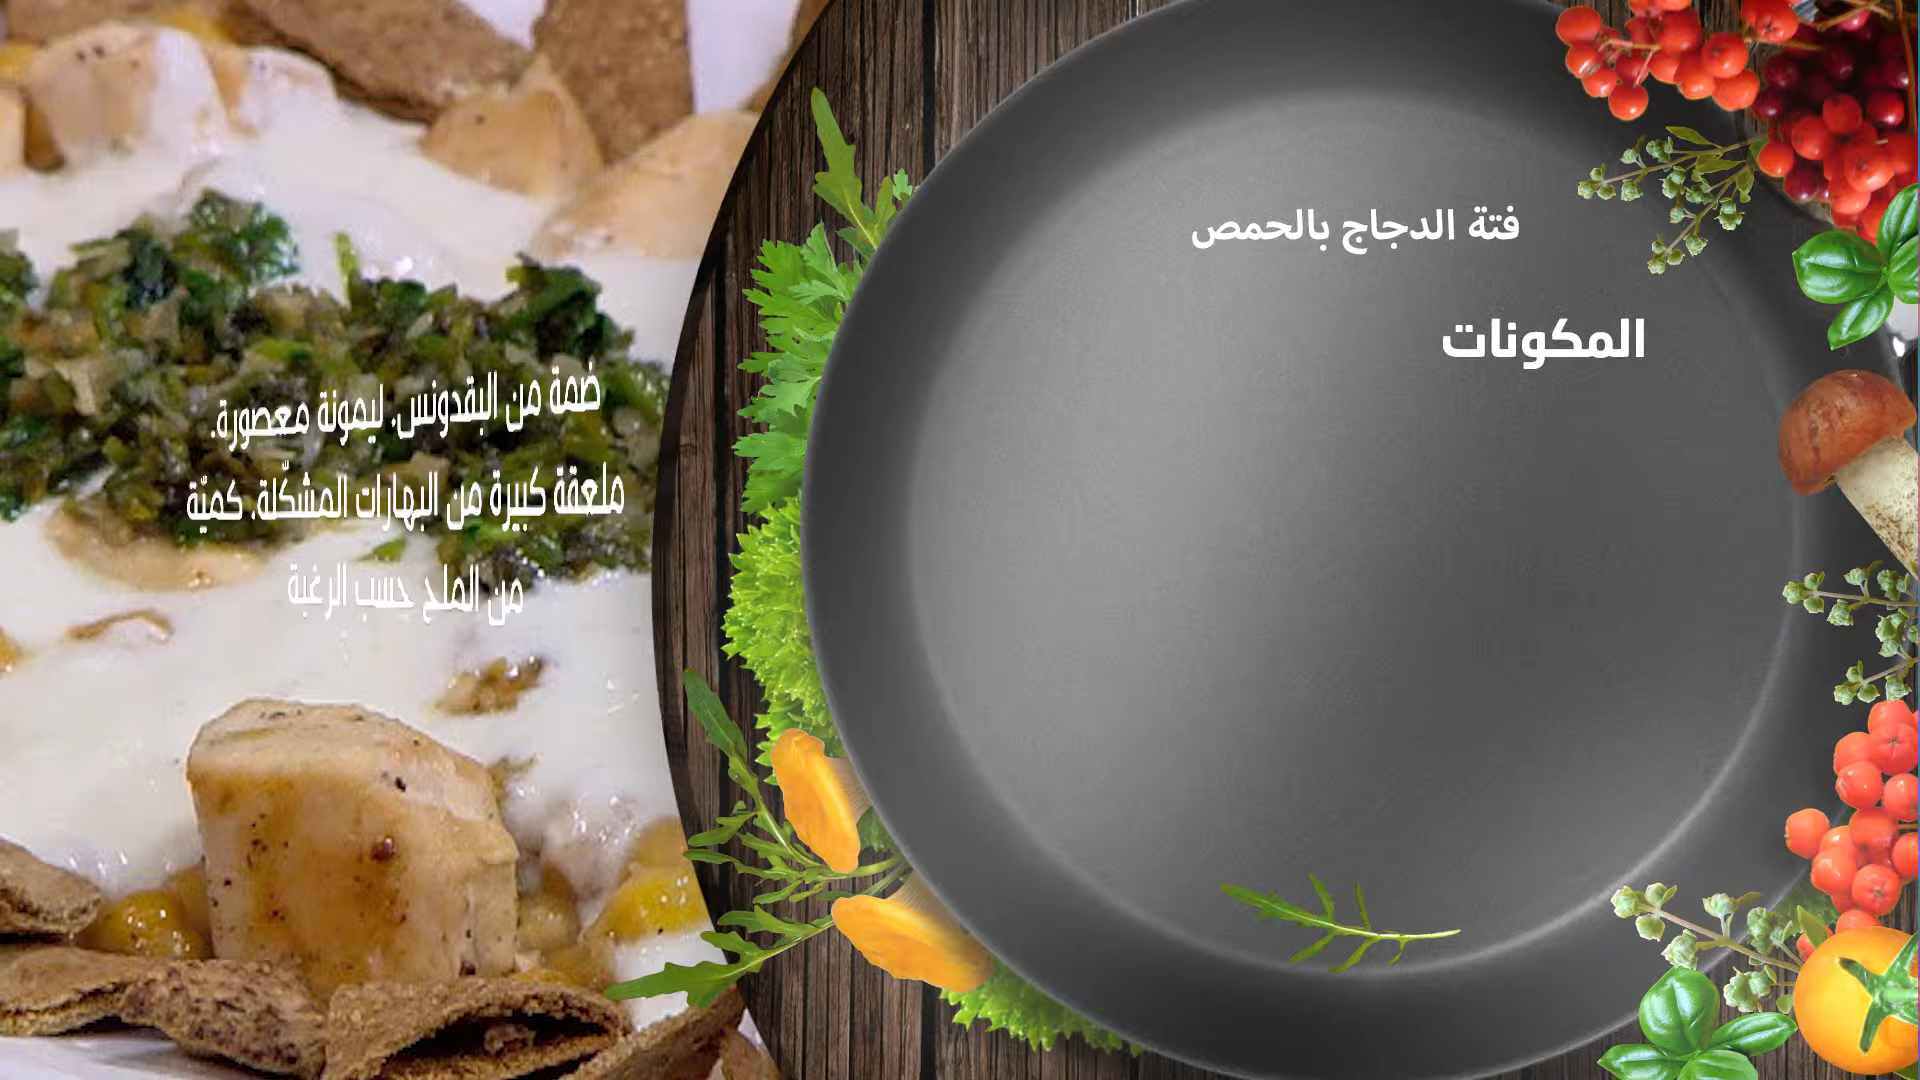 فتة الدجاج بالحمص
المكونات
ضمة من البقدونس. ليمونة معصورة.
ملعقة كبيرة من البهارات المشكّلة. كميّة
من الملح حسب الرغبة